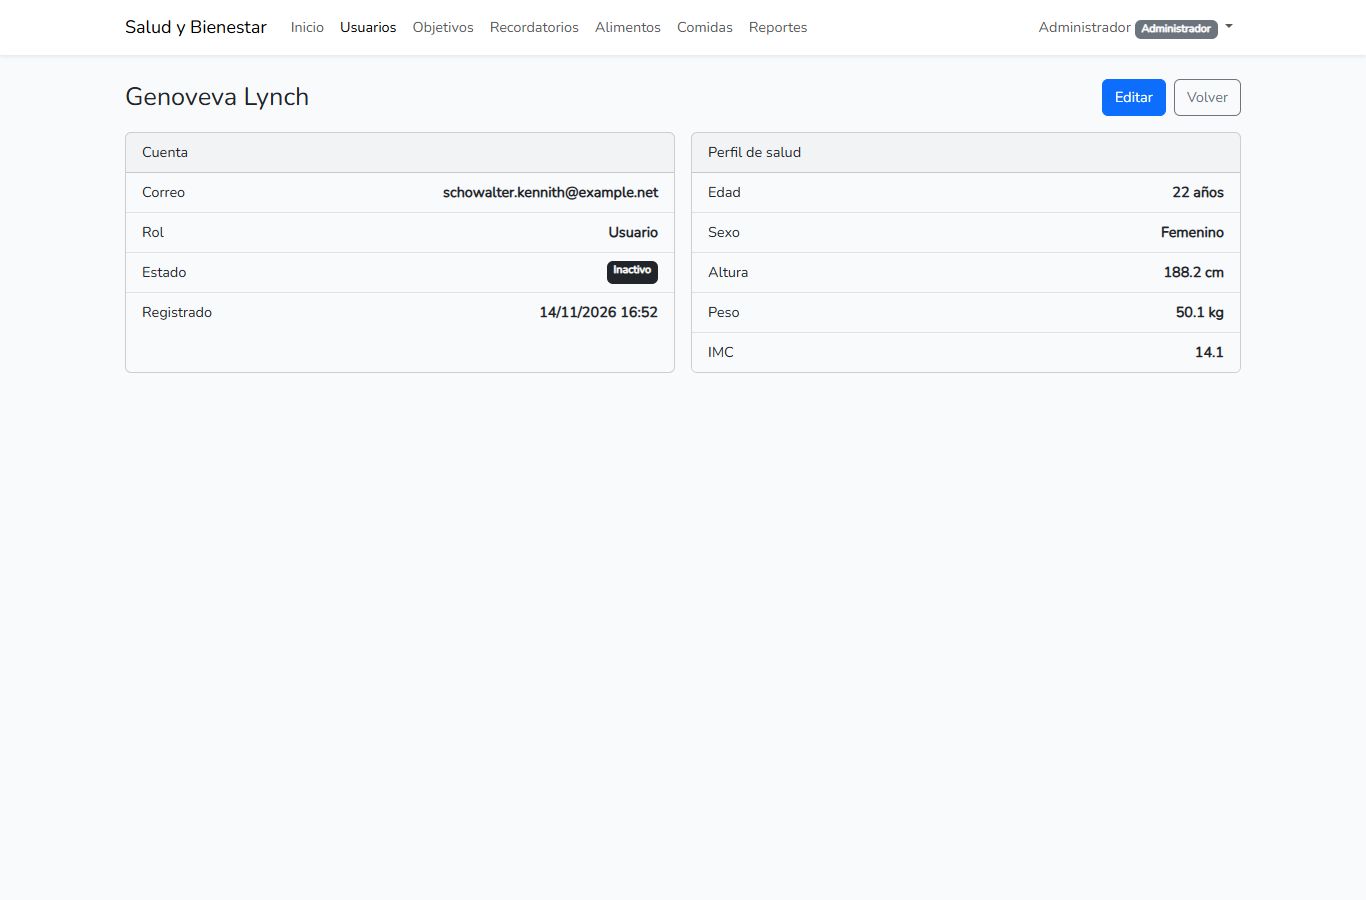 Salud y Bienestar Inicio Usuarios Objetivos Recordatorios Alimentos Comidas Reportes Administrador Administrador
Genoveva Lynch Editar Volver
Cuenta
Correo schowalter.kennith@example.net
Rol Usuario
Estado Inactivo
Registrado 14/11/2026 16:52
Perfil de salud
Edad 22 años
Sexo Femenino
Altura 188.2 cm
Peso 50.1 kg
IMC 14.1